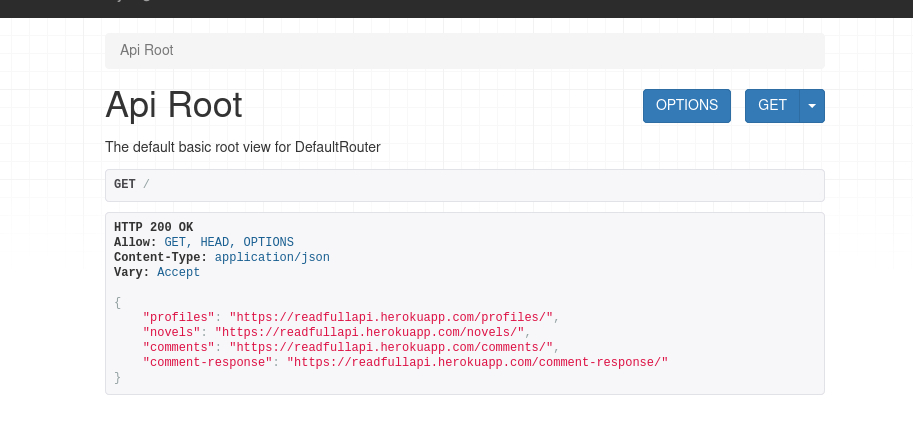 Api Root
Api Root
OPTIONS
GET
The default basic root view for DefaultRouter
GET /
HTTP 200 OK
Allow: GET, HEAD, OPTIONS
Content-Type: application/json
Vary: Accept
{
    "profiles": "https://readfullapi.herokuapp.com/profiles/",
    "novels": "https://readfullapi.herokuapp.com/novels/",
    "comments": "https://readfullapi.herokuapp.com/comments/",
    "comment-response": "https://readfullapi.herokuapp.com/comment-response/"
}